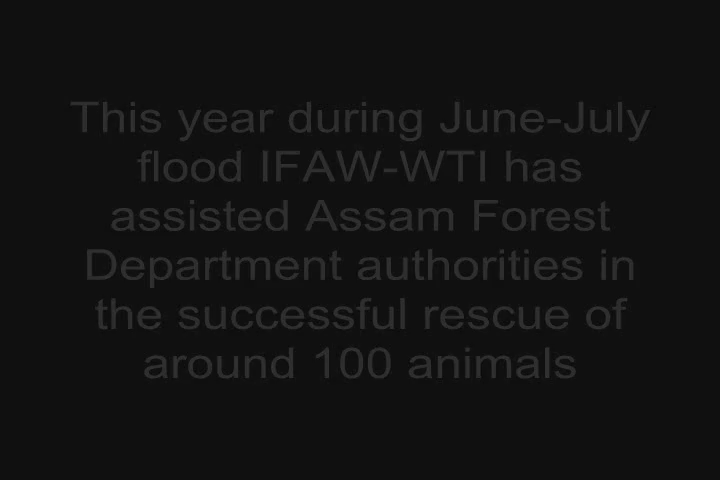 This year during June-July
flood IFAW-WTI has
assisted Assam Forest
Department authorities in
the successful rescue of
around 100 animals